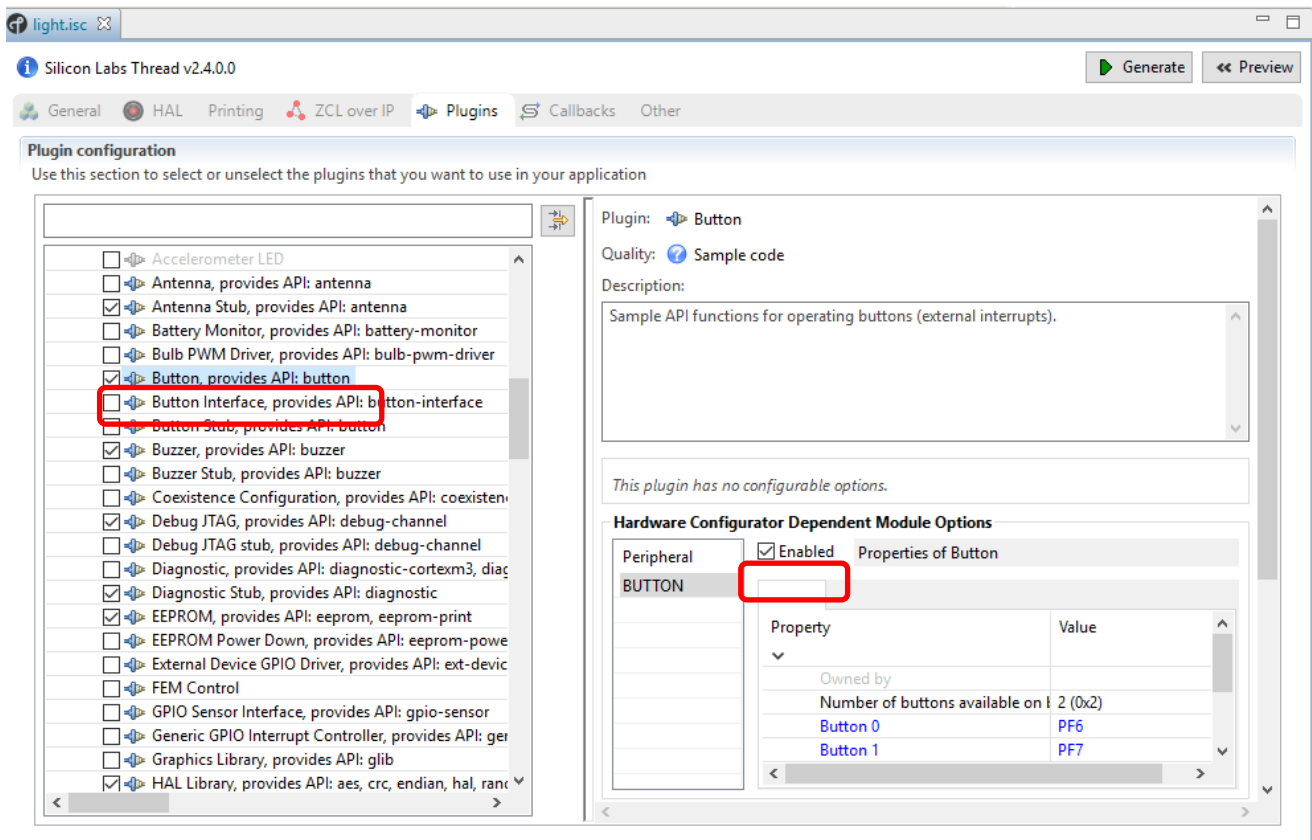 light.isc
Silicon Labs Thread v2.4.0.0
Generate
Preview
General HAL Printing ZCL over IP Plugins Callbacks Other
Plugin configuration
Use this section to select or unselect the plugins that you want to use in your application
Accelerometer LED
Antenna, provides API: antenna
Antenna Stub, provides API: antenna
Battery Monitor, provides API: battery-monitor
Bulb PWM Driver, provides API: bulb-pwm-driver
Button, provides API: button
Button Interface, provides API: button-interface
Button Stub, provides API: button
Buzzer, provides API: buzzer
Buzzer Stub, provides API: buzzer
Coexistence Configuration, provides API: coexisten
Debug JTAG, provides API: debug-channel
Debug JTAG stub, provides API: debug-channel
Diagnostic, provides API: diagnostic-cortexm3, diag
Diagnostic Stub, provides API: diagnostic
EEPROM, provides API: eeprom, eeprom-print
EEPROM Power Down, provides API: eeprom-powe
External Device GPIO Driver, provides API: ext-devic
FEM Control
GPIO Sensor Interface, provides API: gpio-sensor
Generic GPIO Interrupt Controller, provides API: ger
Graphics Library, provides API: glib
HAL Library, provides API: aes, crc, endian, hal, ranc
Plugin: Button
Quality: Sample code
Description:
Sample API functions for operating buttons (external interrupts).
This plugin has no configurable options.
Hardware Configurator Dependent Module Options
Peripheral
BUTTON
Enabled Properties of Button
Property Value
Owned by
Number of buttons available on b 2 (0x2)
Button 0 PF6
Button 1 PF7